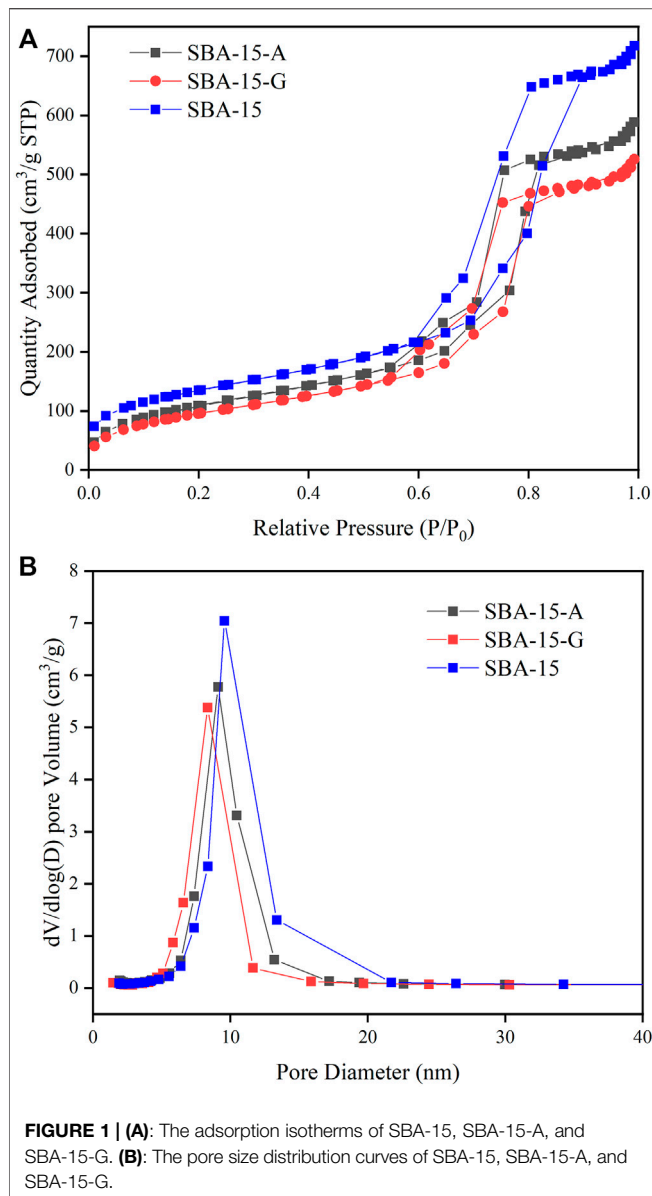 A
SBA-15-A
SBA-15-G
SBA-15
Quantity Adsorbed (cm³/g STP)
700
600
500
400
300
200
100
0
0.0 0.2 0.4 0.6 0.8 1.0
Relative Pressure (P/P₀)
B
SBA-15-A
SBA-15-G
SBA-15
dV/dlog(D) pore Volume (cm³/g)
8
7
6
5
4
3
2
1
0
0 10 20 30 40
Pore Diameter (nm)
FIGURE 1 | (A): The adsorption isotherms of SBA-15, SBA-15-A, and
SBA-15-G. (B): The pore size distribution curves of SBA-15, SBA-15-A, and
SBA-15-G.